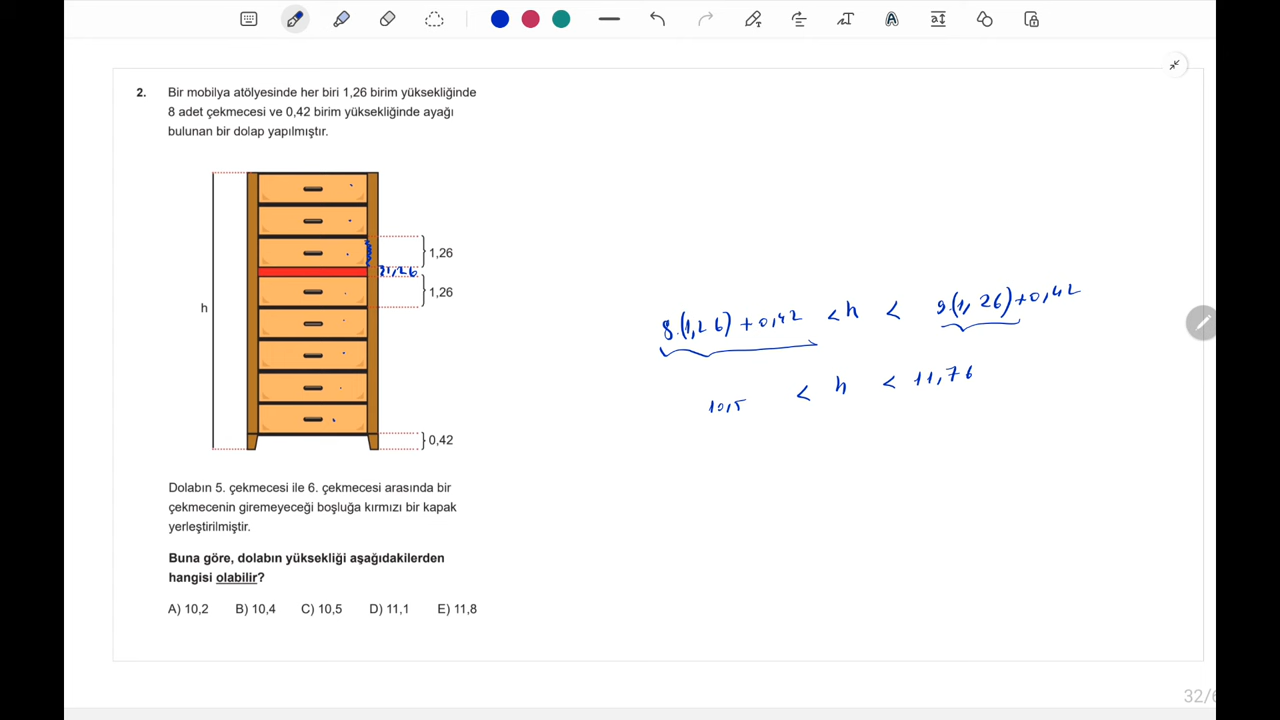 2. Bir mobilya atölyesinde her biri 1,26 birim yüksekliğinde
8 adet çekmecesi ve 0,42 birim yüksekliğinde ayağı
bulunan bir dolap yapılmıştır.
1,26
1,26
1,26
h
0,42
8.(1,26)+0,42 < h < 9.(1,26)+0,42
10,5 < h < 11,76
Dolabın 5. çekmecesi ile 6. çekmecesi arasında bir
çekmecenin giremeyeceği boşluğa kırmızı bir kapak
yerleştirilmiştir.
Buna göre, dolabın yüksekliği aşağıdakilerden
hangisi olabilir?
A) 10,2 B) 10,4 C) 10,5 D) 11,1 E) 11,8